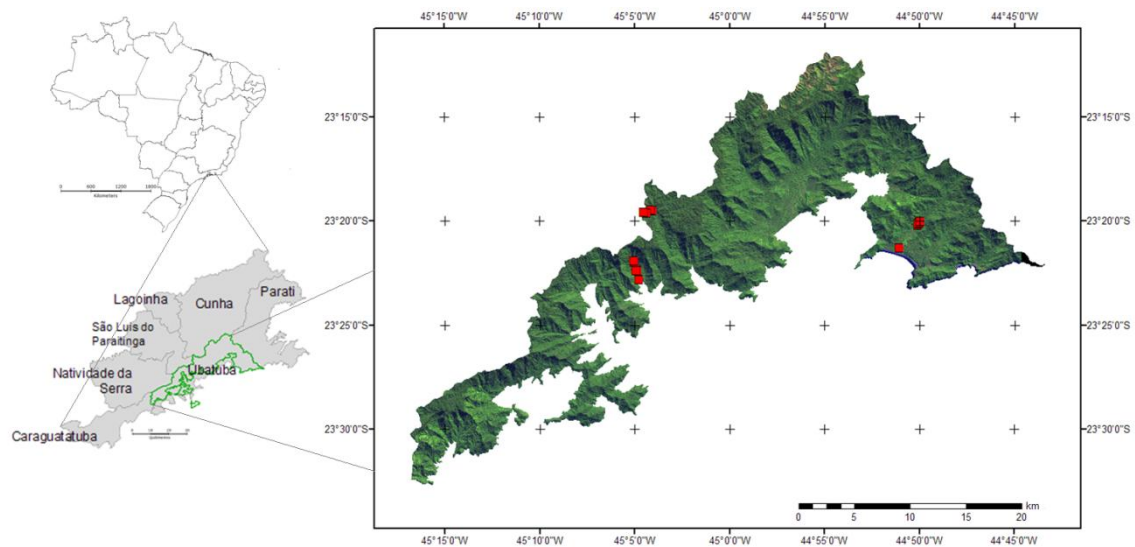 45°15'0"W 45°10'0"W 45°5'0"W 45°0'0"W 44°55'0"W 44°50'0"W 44°45'0"W
23°15'0"S 23°15'0"S
0 600 1200 1800
Kilometers
23°20'0"S 23°20'0"S
Lagoinha
Cunha
Parati
São Luis do
Paraitinga
23°25'0"S 23°25'0"S
Natividade da
Serra
Ubatuba
Caraguatatuba
23°30'0"S 23°30'0"S
0 5 10 20 km
45°15'0"W 45°10'0"W 45°5'0"W 45°0'0"W 44°55'0"W 44°50'0"W 44°45'0"W